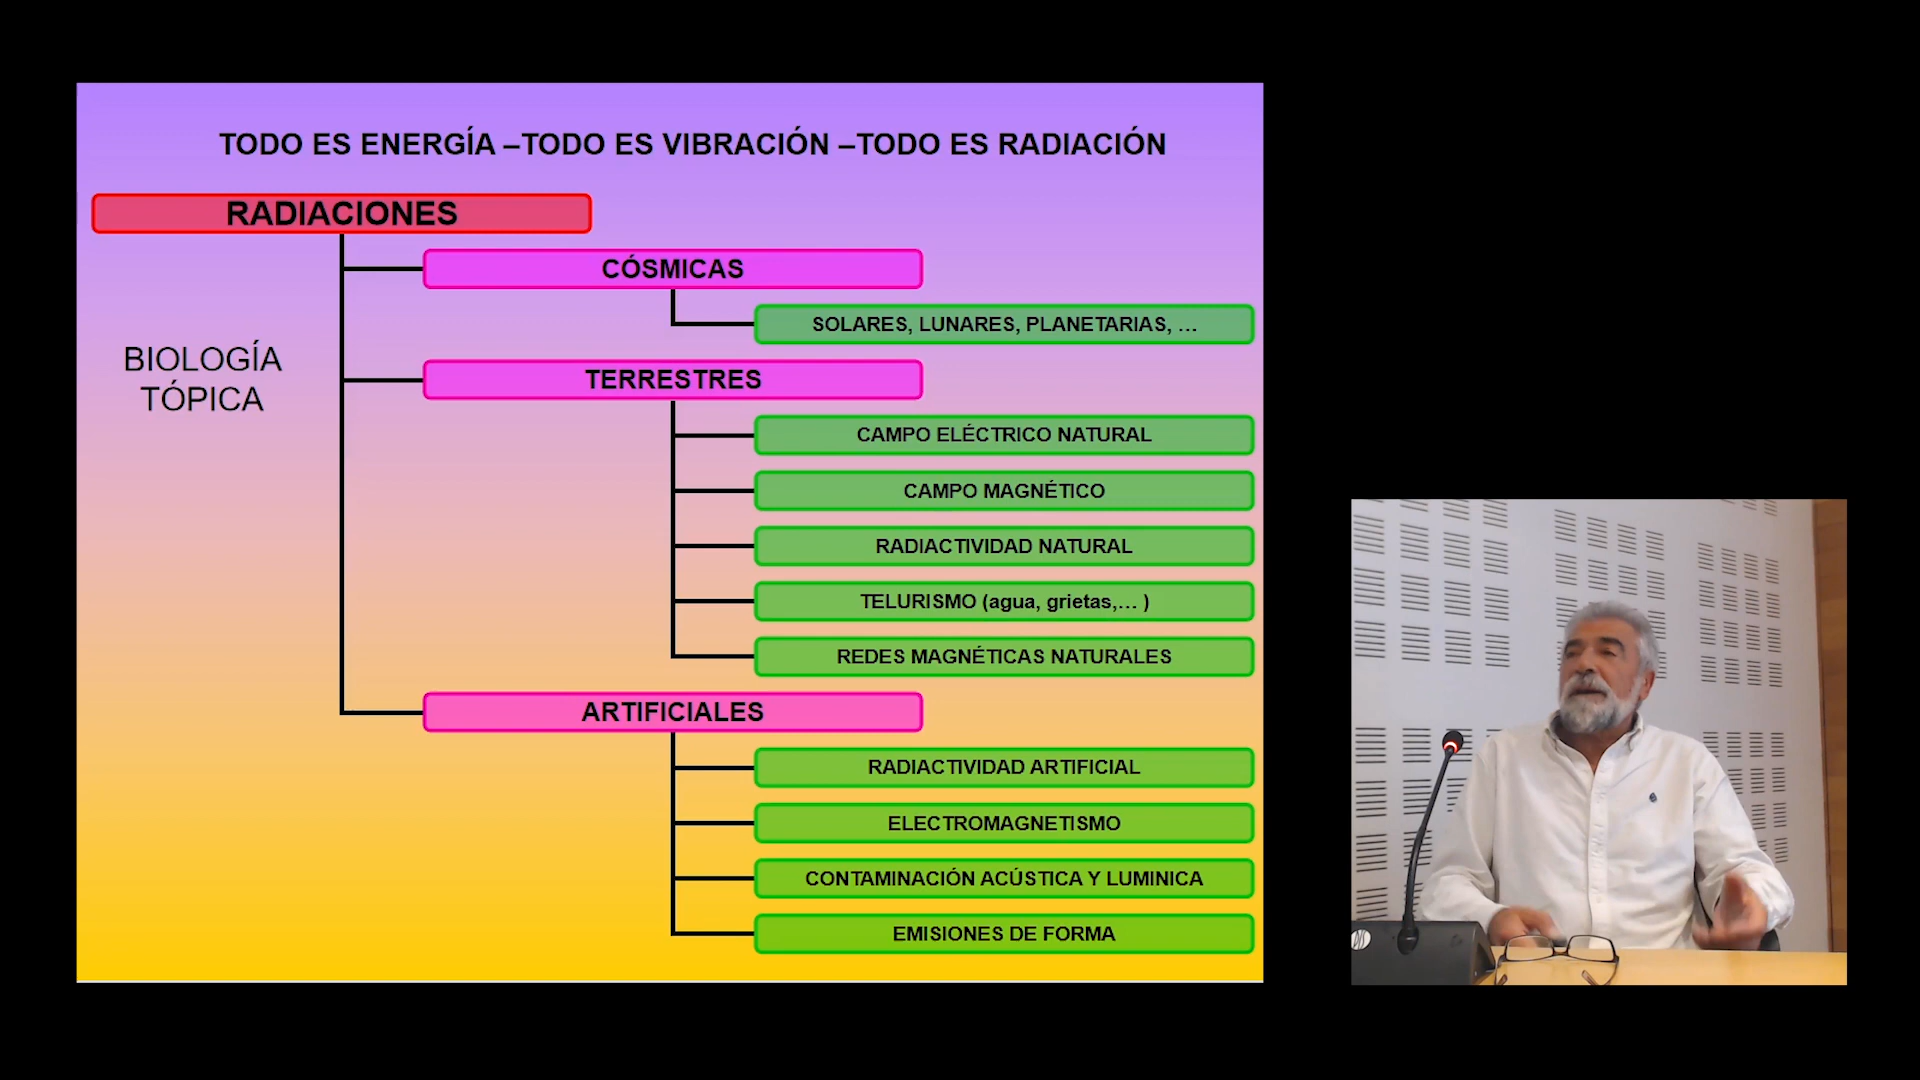 TODO ES ENERGÍA –TODO ES VIBRACIÓN –TODO ES RADIACIÓN
RADIACIONES
CÓSMICAS
SOLARES, LUNARES, PLANETARIAS, …
BIOLOGÍA
TÓPICA
TERRESTRES
CAMPO ELÉCTRICO NATURAL
CAMPO MAGNÉTICO
RADIACTIVIDAD NATURAL
TELURISMO (agua, grietas,… )
REDES MAGNÉTICAS NATURALES
ARTIFICIALES
RADIACTIVIDAD ARTIFICIAL
ELECTROMAGNETISMO
CONTAMINACIÓN ACÚSTICA Y LUMINICA
EMISIONES DE FORMA